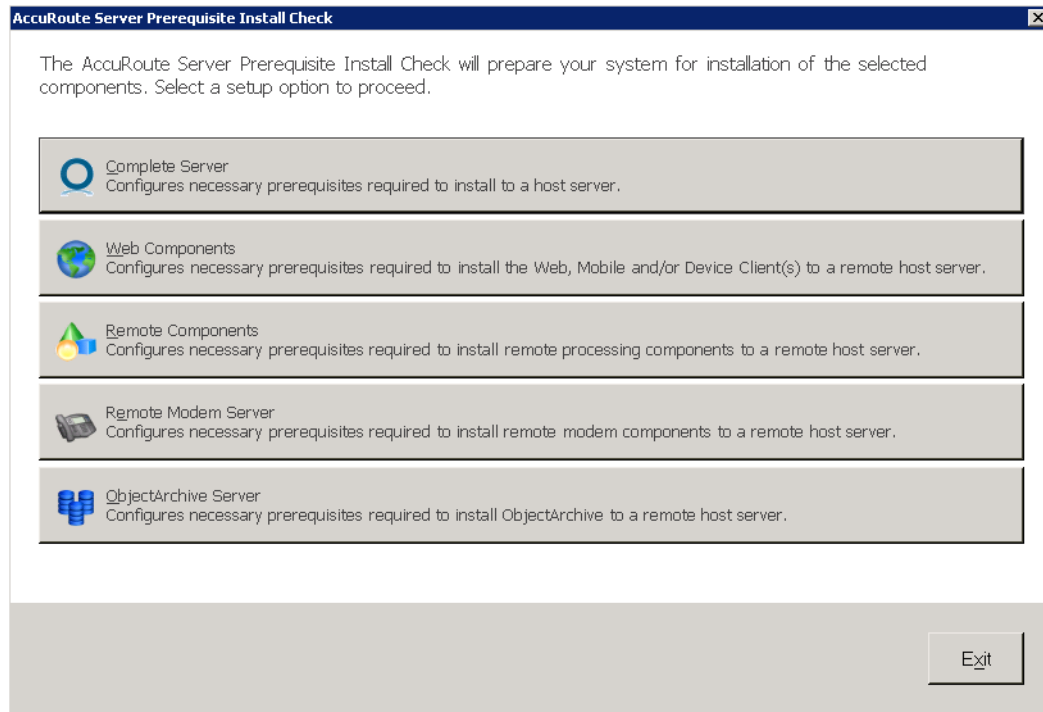 AccuRoute Server Prerequisite Install Check
The AccuRoute Server Prerequisite Install Check will prepare your system for installation of the selected
components. Select a setup option to proceed.
Complete Server
Configures necessary prerequisites required to install to a host server.
Web Components
Configures necessary prerequisites required to install the Web, Mobile and/or Device Client(s) to a remote host server.
Remote Components
Configures necessary prerequisites required to install remote processing components to a remote host server.
Remote Modem Server
Configures necessary prerequisites required to install remote modem components to a remote host server.
ObjectArchive Server
Configures necessary prerequisites required to install ObjectArchive to a remote host server.
Exit